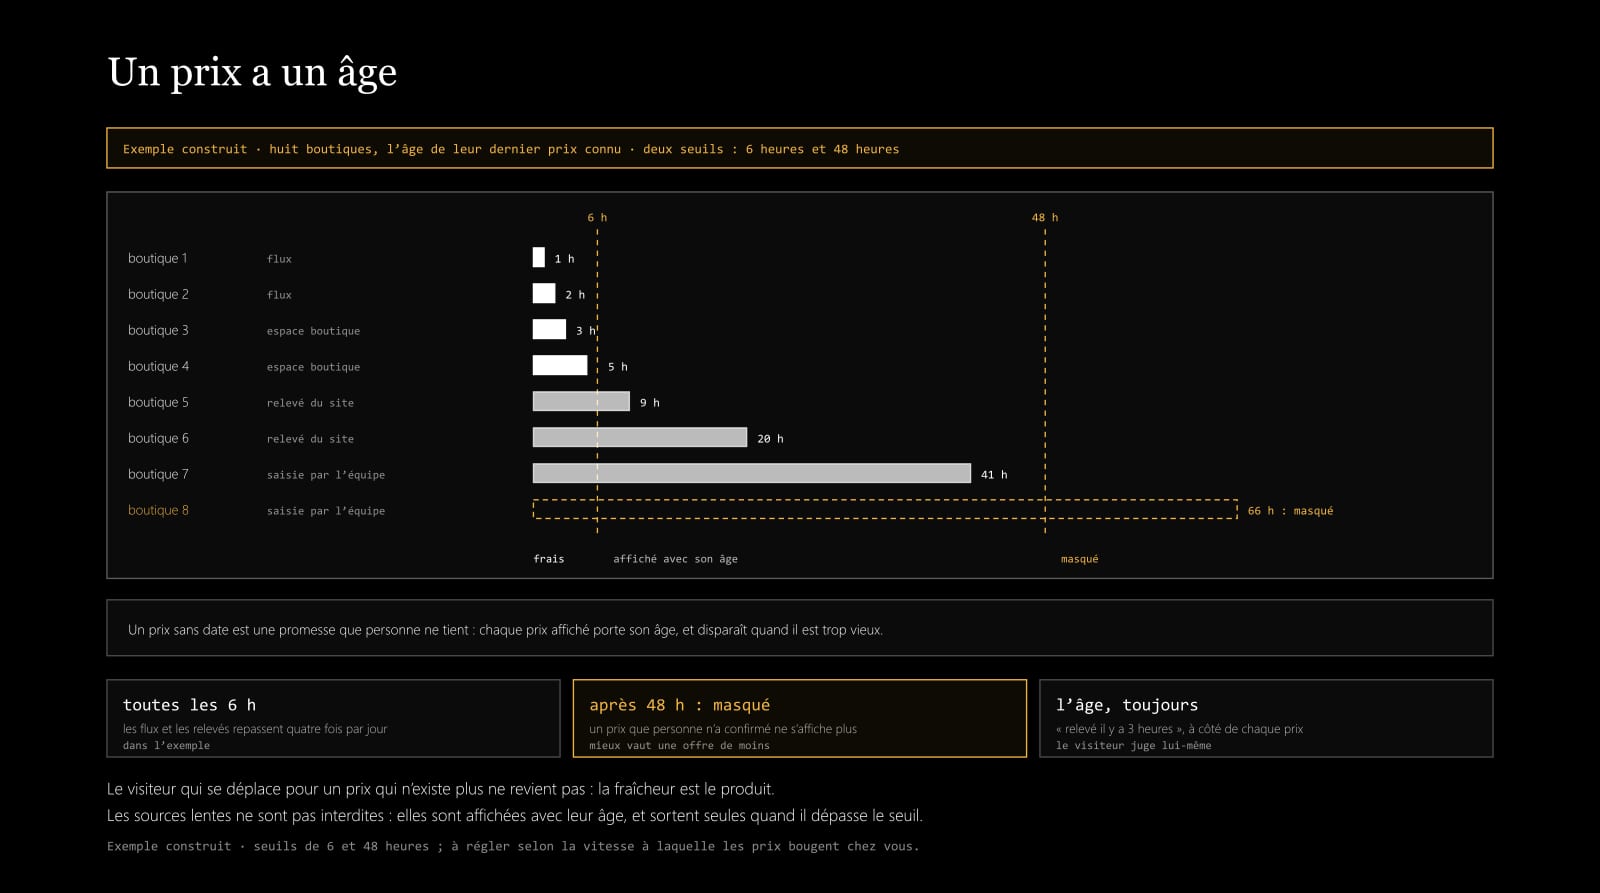 Un prix a un âge
Exemple construit · huit boutiques, l’âge de leur dernier prix connu · deux seuils : 6 heures et 48 heures
6 h
48 h
boutique 1 flux 1 h
boutique 2 flux 2 h
boutique 3 espace boutique 3 h
boutique 4 espace boutique 5 h
boutique 5 relevé du site 9 h
boutique 6 relevé du site 20 h
boutique 7 saisie par l’équipe 41 h
boutique 8 saisie par l’équipe 66 h : masqué
frais affiché avec son âge masqué
Un prix sans date est une promesse que personne ne tient : chaque prix affiché porte son âge, et disparaît quand il est trop vieux.
toutes les 6 h
les flux et les relevés repassent quatre fois par jour
dans l’exemple
après 48 h : masqué
un prix que personne n’a confirmé ne s’affiche plus
mieux vaut une offre de moins
l’âge, toujours
« relevé il y a 3 heures », à côté de chaque prix
le visiteur juge lui-même
Le visiteur qui se déplace pour un prix qui n’existe plus ne revient pas : la fraîcheur est le produit.
Les sources lentes ne sont pas interdites : elles sont affichées avec leur âge, et sortent seules quand il dépasse le seuil.
Exemple construit · seuils de 6 et 48 heures ; à régler selon la vitesse à laquelle les prix bougent chez vous.